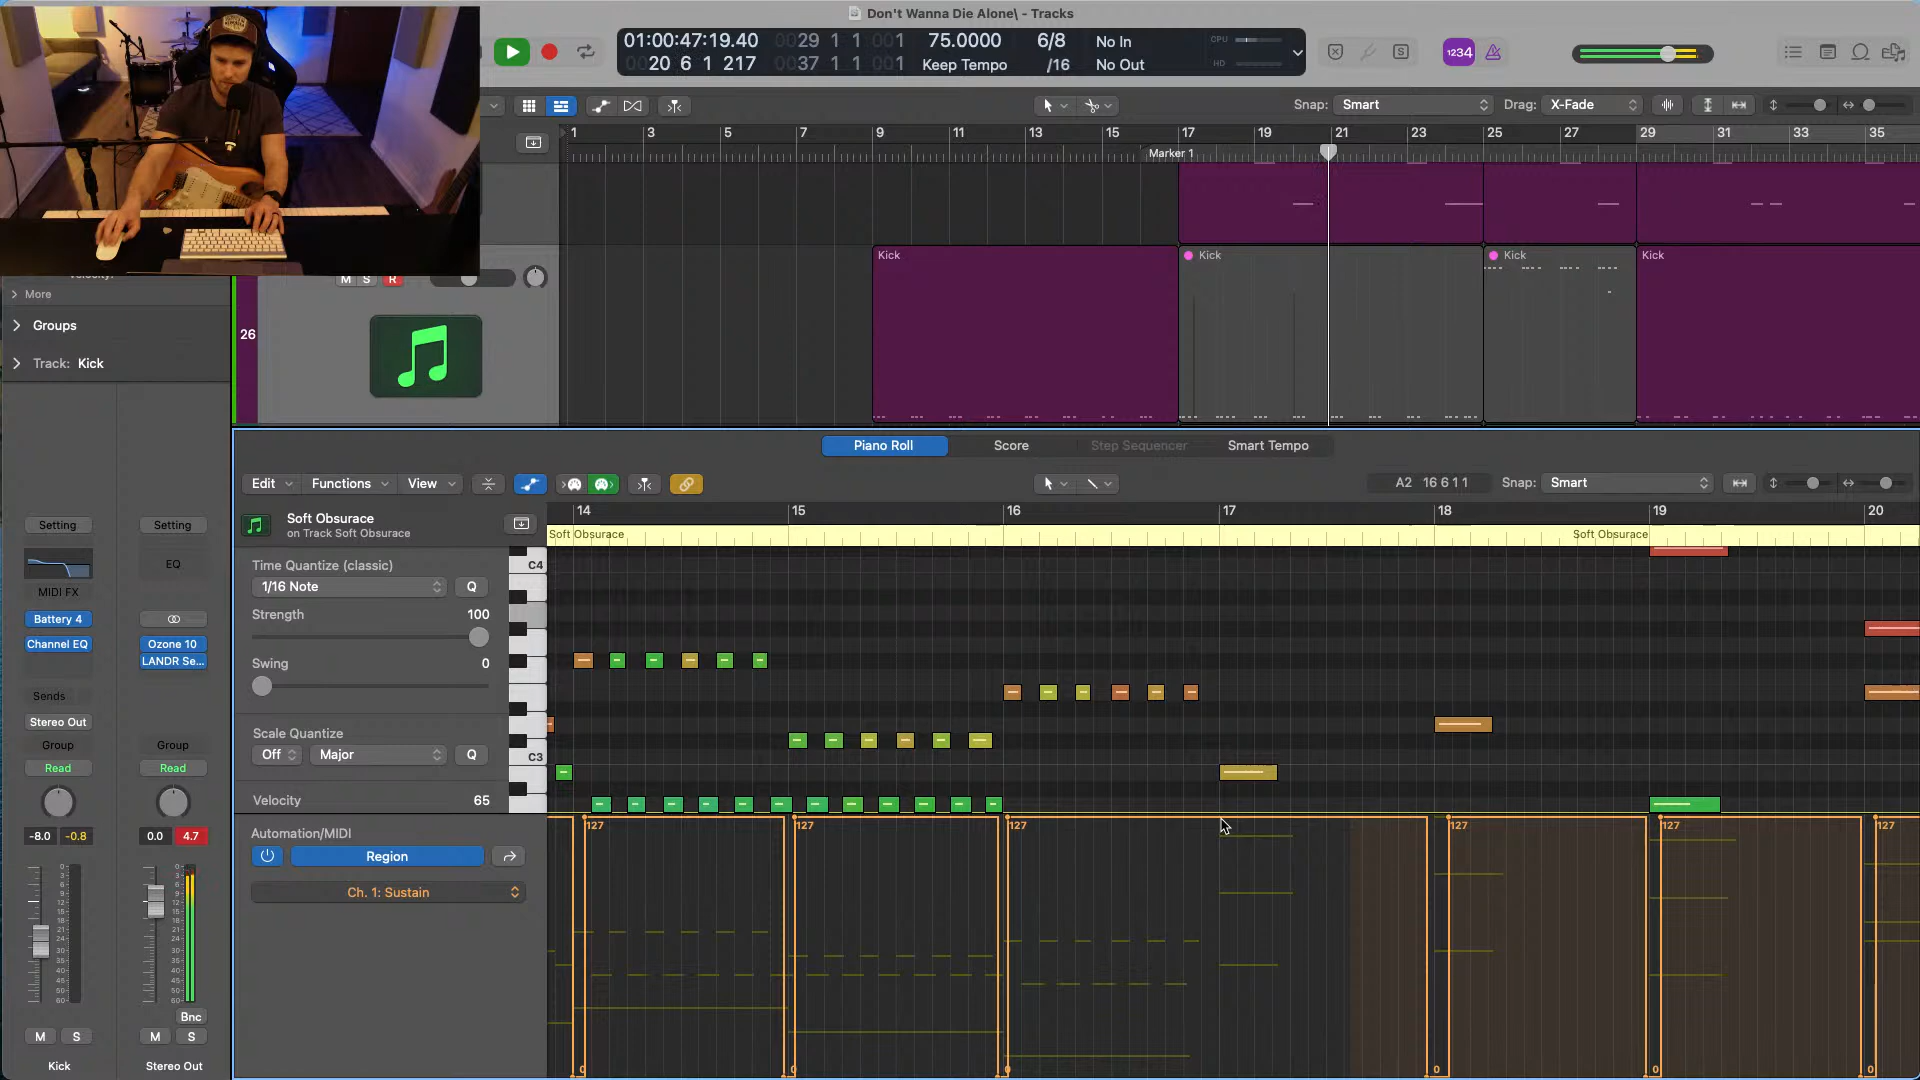 Don't Wanna Die Alone\ - Tracks
01:00:47:19.40
0029 1 1 001
75.0000
6/8
No In
CPU
0020 6 1 217
0037 1 1 001
Keep Tempo
/16
No Out
HD
1234
S
Snap:
Smart
Drag:
X-Fade
1 3 5 7 9 11 13 15 17 19 21 23 25 27 29 31 33 35
Marker 1
Kick
Kick
Kick
Kick
M S R
More
Groups
26
Track: Kick
Piano Roll
Score
Step Sequencer
Smart Tempo
Edit
Functions
View
A2 16 6 1 1
Snap:
Smart
14 15 16 17 18 19 20
Setting
Setting
Soft Obsurace
on Track Soft Obsurace
Soft Obsurace
Soft Obsurace
EQ
MIDI FX
Time Quantize (classic)
1/16 Note
Q
C4
Battery 4
Strength
100
Channel EQ
Ozone 10
LANDR Se...
Swing
0
Sends
Stereo Out
Group
Group
Scale Quantize
Off
Major
Q
C3
Read
Read
Velocity
65
-8.0
-0.8
0.0
4.7
Automation/MIDI
127 127 127 127 127 127
Region
Ch. 1: Sustain
Bnc
M S
M S
Kick
Stereo Out
0 0 0 0 0 0